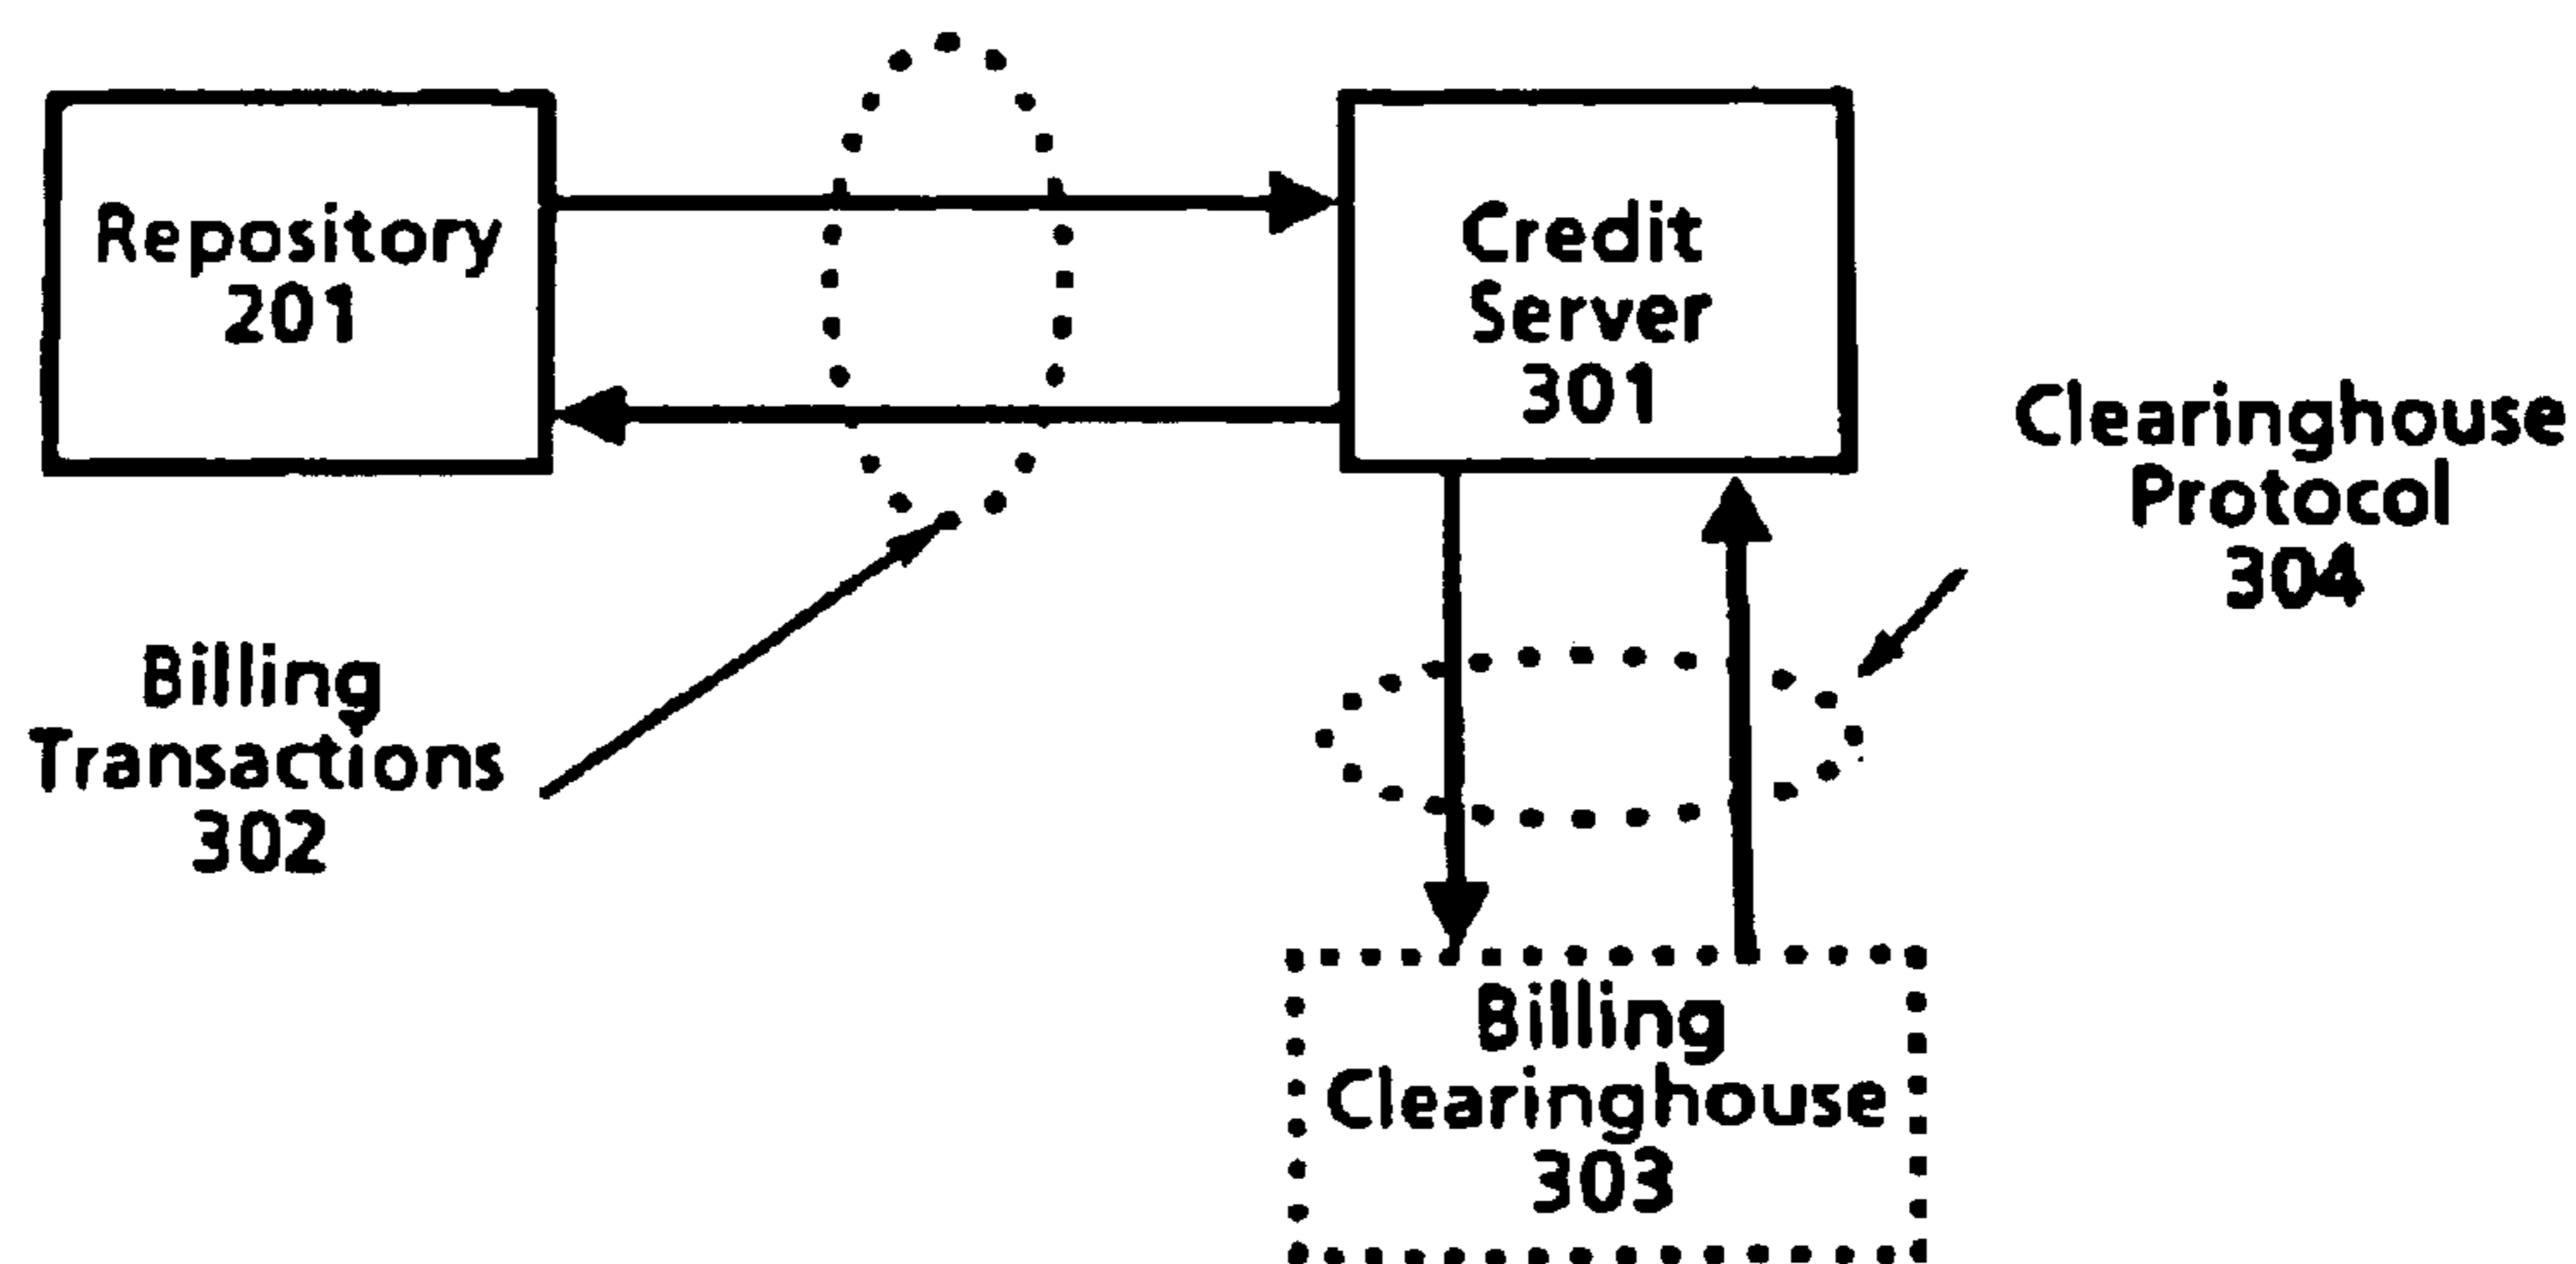 Repository
201
Credit
Server
301
Clearinghouse
Protocol
304
Billing
Transactions
302
Billing
Clearinghouse
303